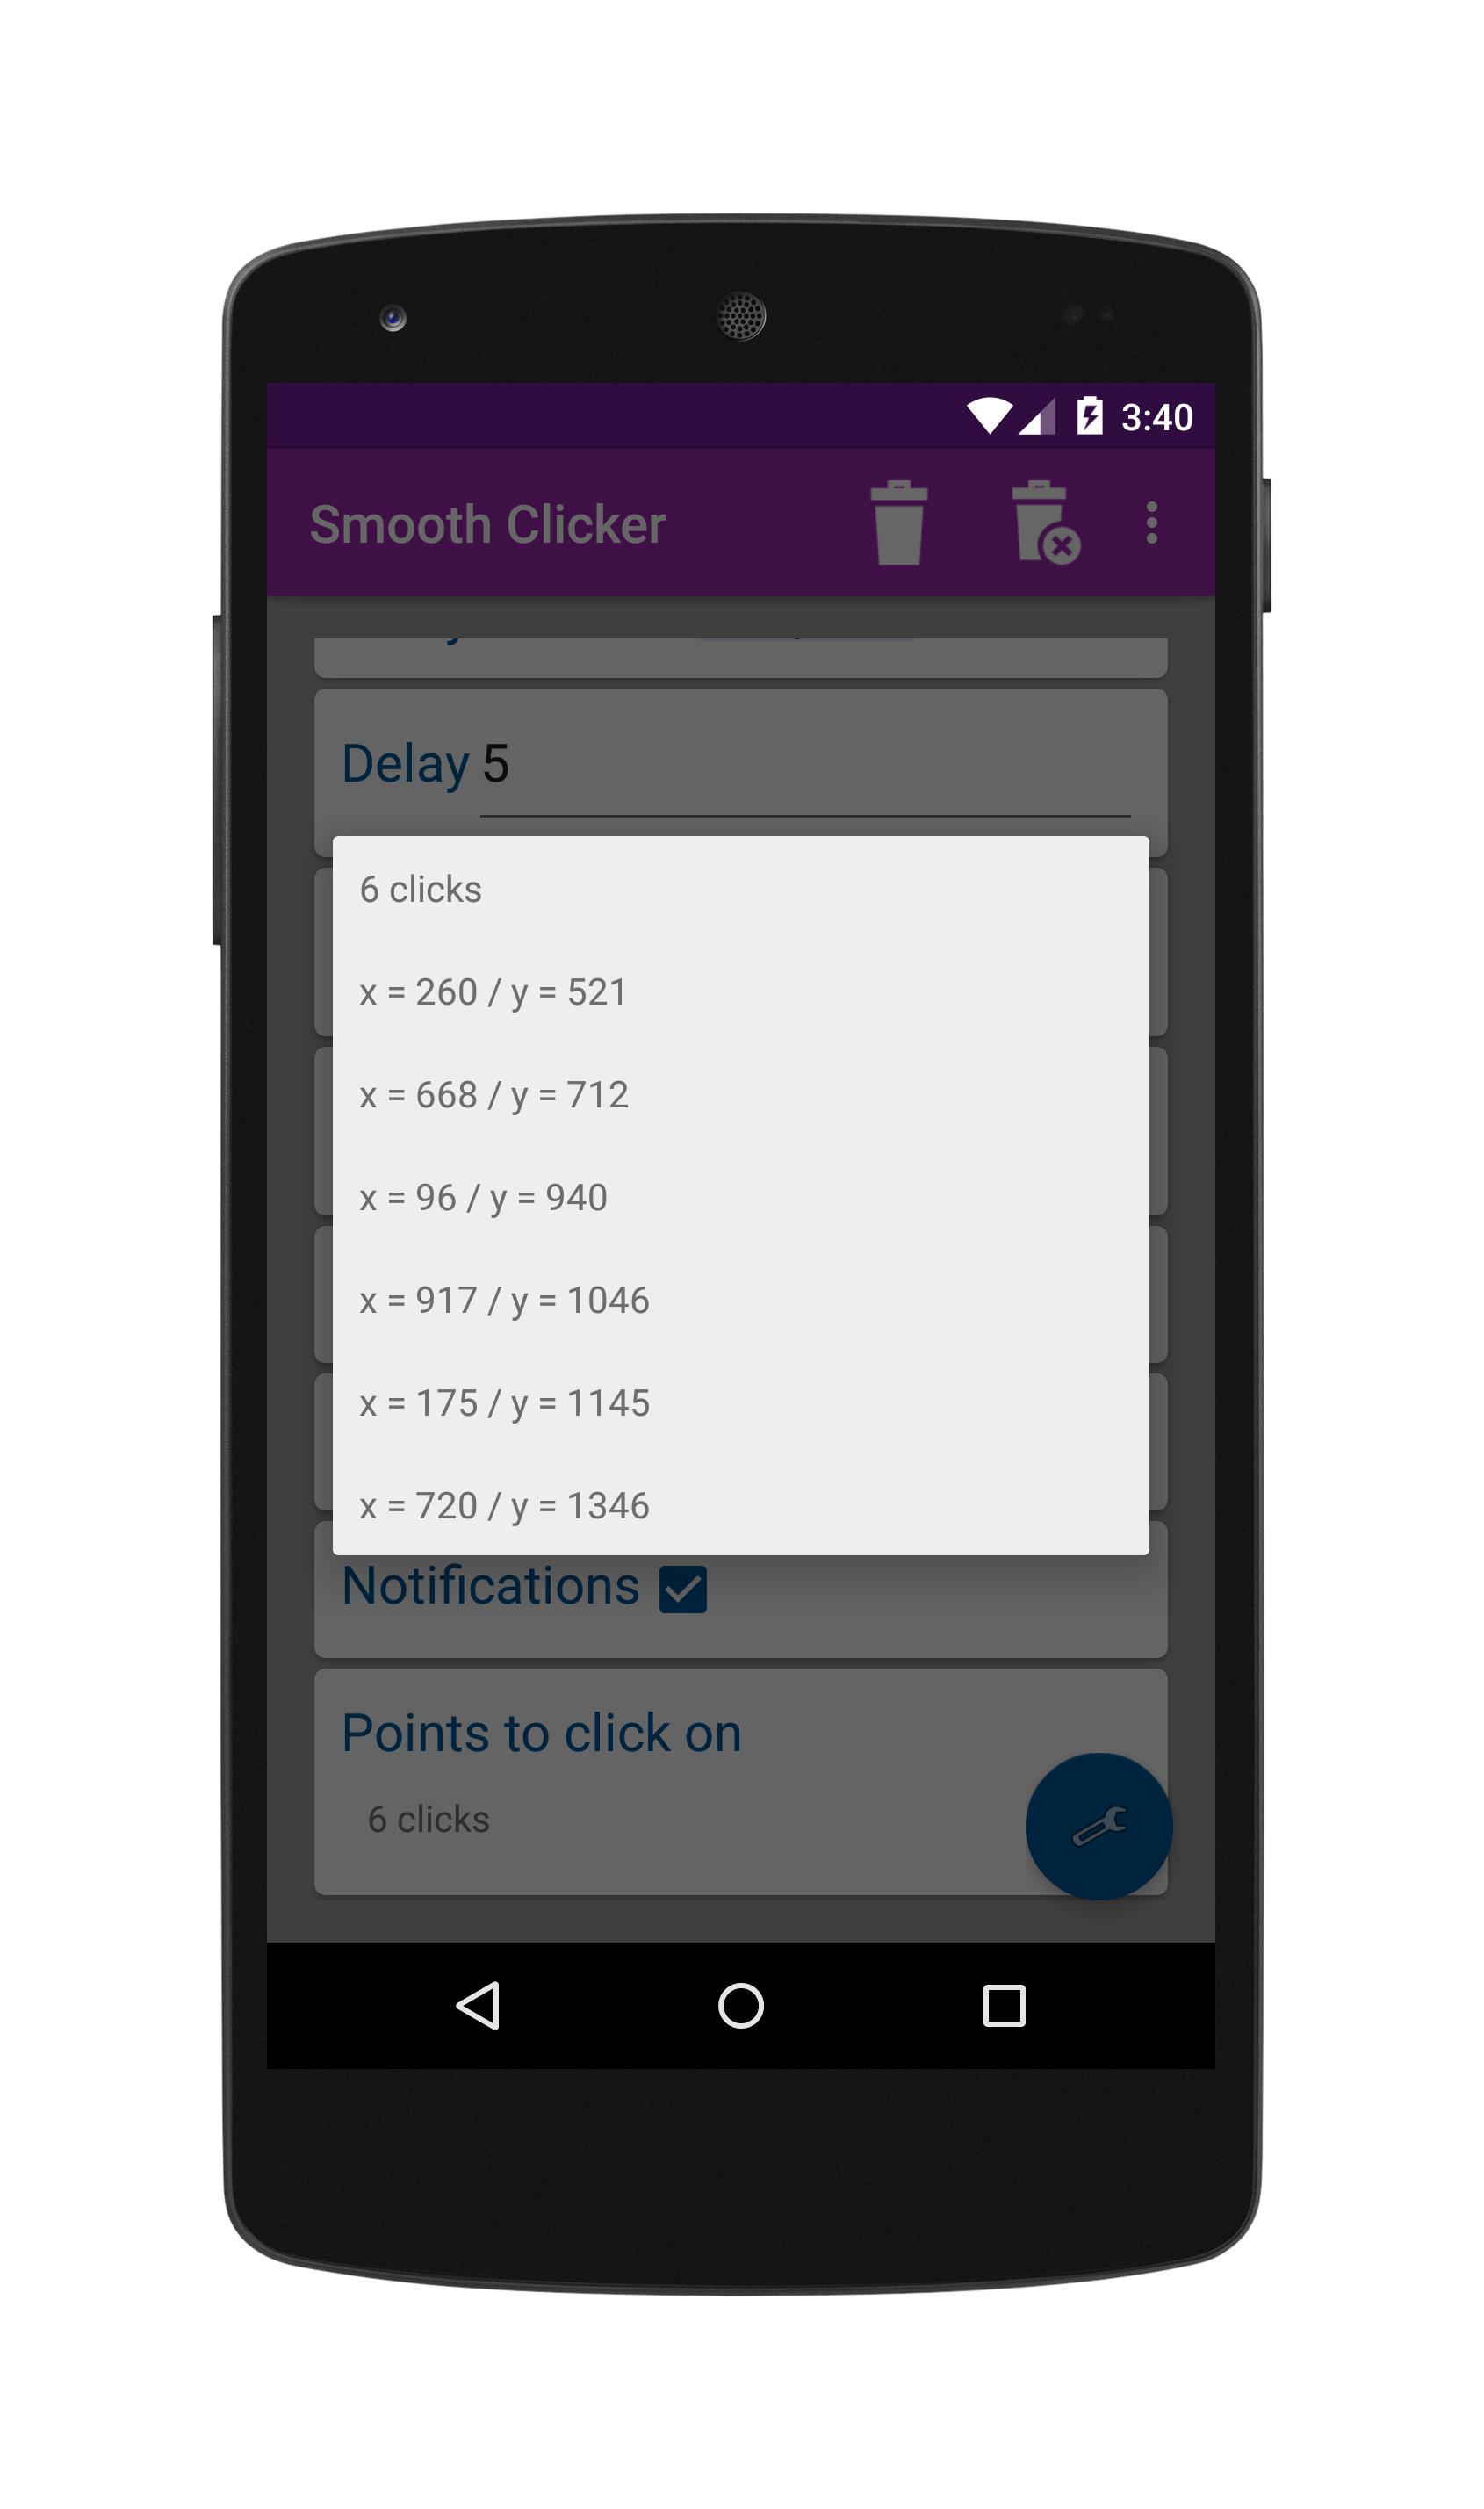 3:40
Smooth Clicker
Delay 5
6 clicks
x = 260 / y = 521
x = 668 / y = 712
x = 96 / y = 940
x = 917 / y = 1046
x = 175 / y = 1145
x = 720 / y = 1346
Notifications
Points to click on
6 clicks